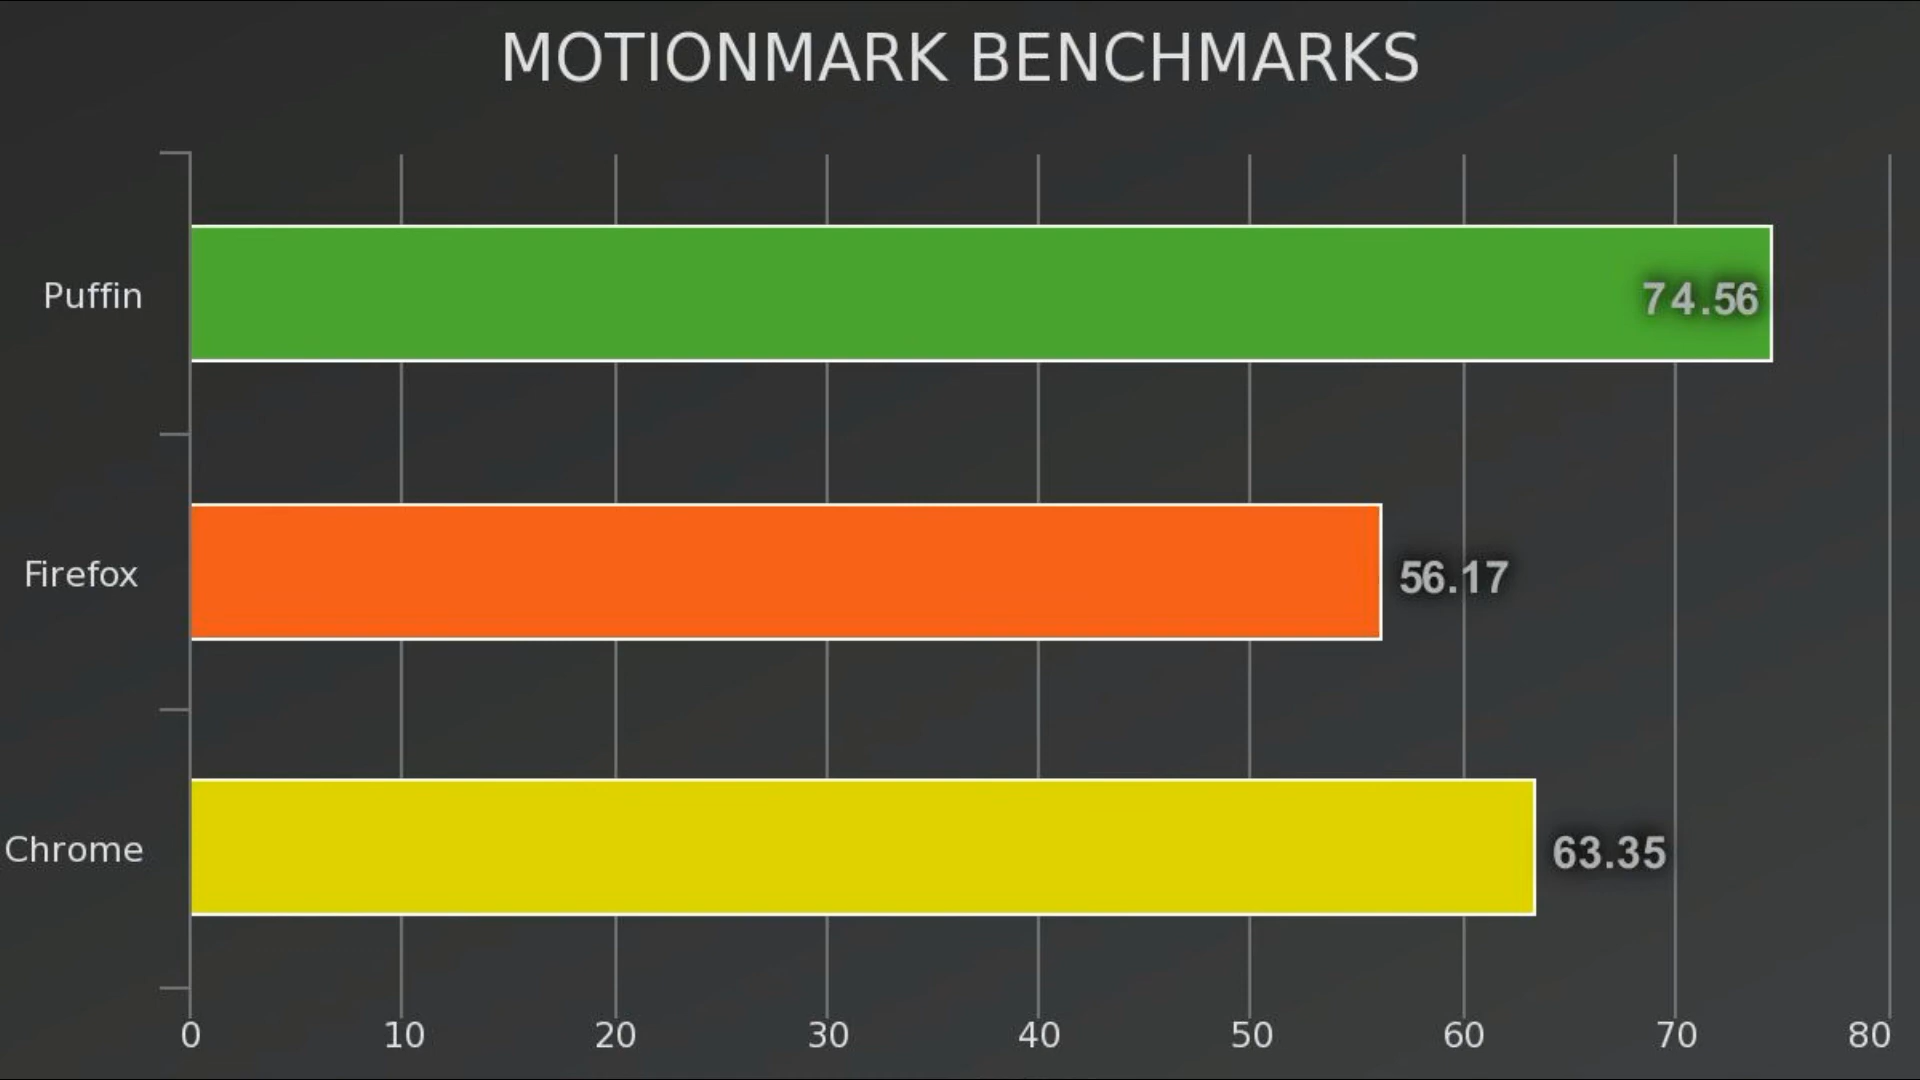 MOTIONMARK BENCHMARKS
Puffin
74.56
Firefox
56.17
Chrome
63.35
0 10 20 30 40 50 60 70 80